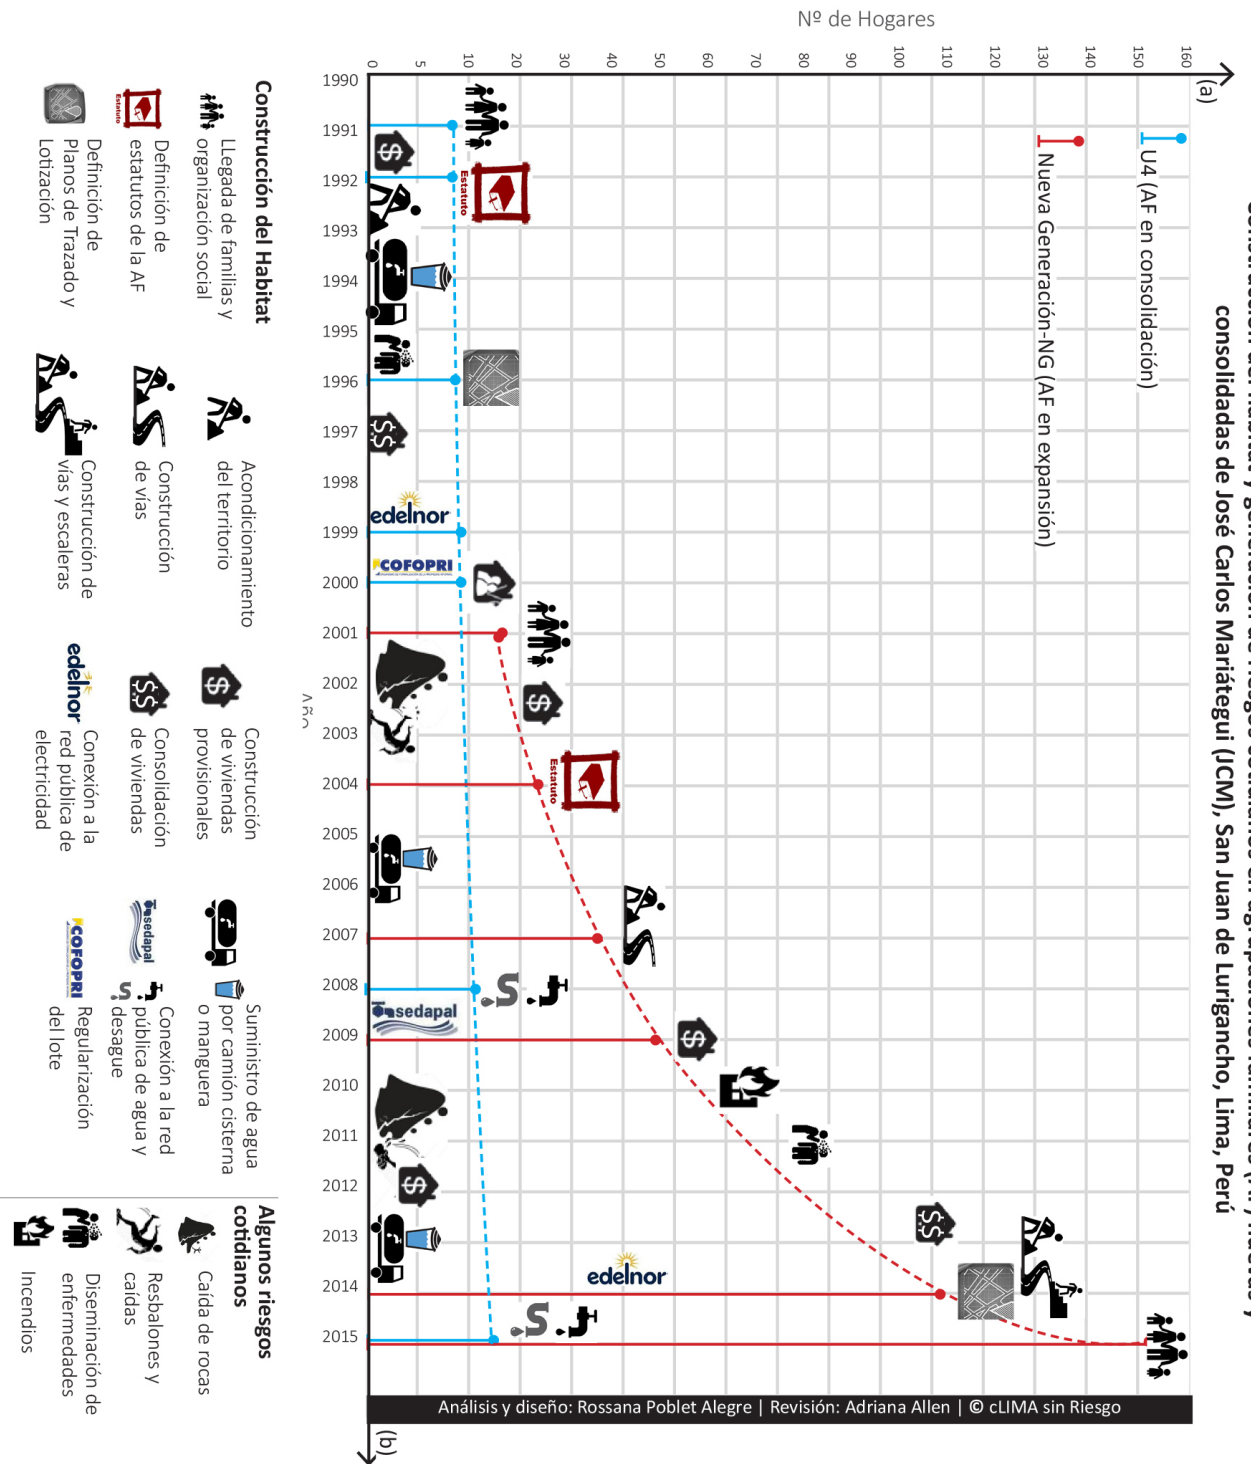 consolidadas de José Carlos Mariátegui (JCM), San Juan de Lurigancho, Lima, Perú
Nº de Hogares
(a)
160
150
140
130
120
110
100
90
80
70
60
50
40
30
20
10
5
0
U4 (AF en consolidación)
Nueva Generación-NG (AF en expansión)
1990
1991
1992
1993
1994
1995
1996
1997
1998
1999
2000
2001
2002
2003
2004
2005
2006
2007
2008
2009
2010
2011
2012
2013
2014
2015
Año
(b)
Estatuto
edelnor
COFOPRI
Estatuto
S
sedapal
edelnor
S
Análisis y diseño: Rossana Poblet Alegre | Revisión: Adriana Allen | © cLIMA sin Riesgo
Construcción del Habitat
LLegada de familias y
organización social
Estatuto
Definición de
estatutos de la AF
Definición de
Planos de Trazado y
Lotización
Acondicionamiento
del territorio
Construcción
de vías
Construcción de
vías y escaleras
Construcción
de viviendas
provisionales
Consolidación
de viviendas
edelnor
Conexión a la
red pública de
electricidad
Suministro de agua
por camión cisterna
o manguera
sedapal
S
Conexión a la red
pública de agua y
desague
COFOPRI
Regularización
del lote
Algunos riesgos
cotidianos
Caída de rocas
Resbalones y
caídas
Diseminación de
enfermedades
Incendios